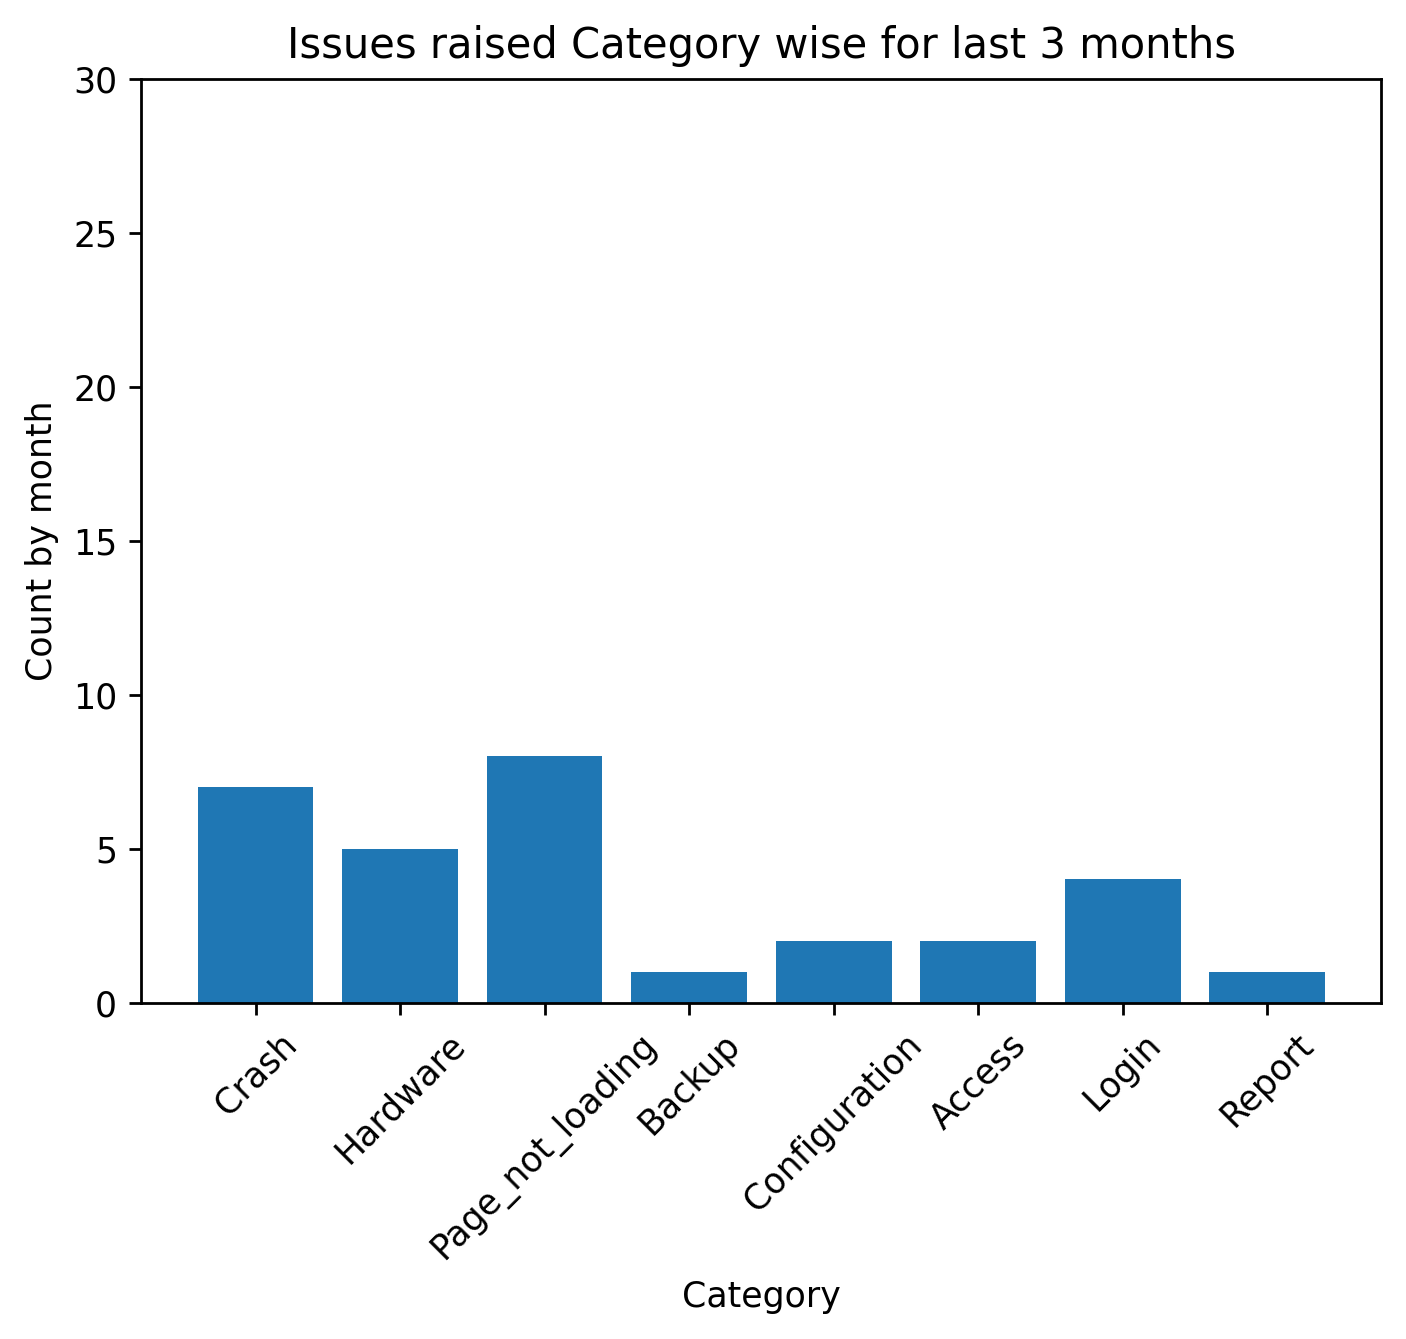 Issues raised Category wise for last 3 months
30
25
20
15
10
5
0
Count by month
Crash
Hardware
Page_not_loading
Backup
Configuration
Access
Login
Report
Category